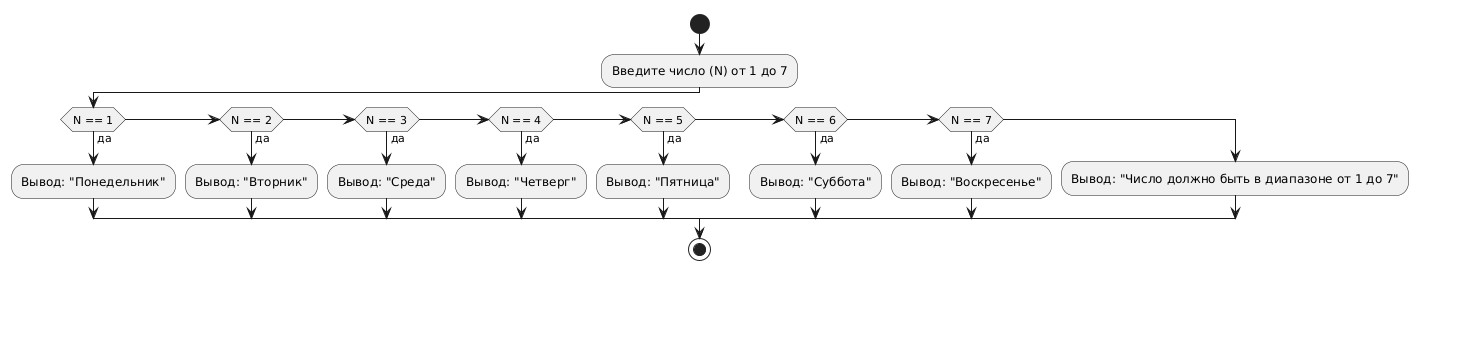 Введите число (N) от 1 до 7
N == 1
N == 2
N == 3
N == 4
N == 5
N == 6
N == 7
да
да
да
да
да
да
да
Вывод: "Понедельник"
Вывод: "Вторник"
Вывод: "Среда"
Вывод: "Четверг"
Вывод: "Пятница"
Вывод: "Суббота"
Вывод: "Воскресенье"
Вывод: "Число должно быть в диапазоне от 1 до 7"